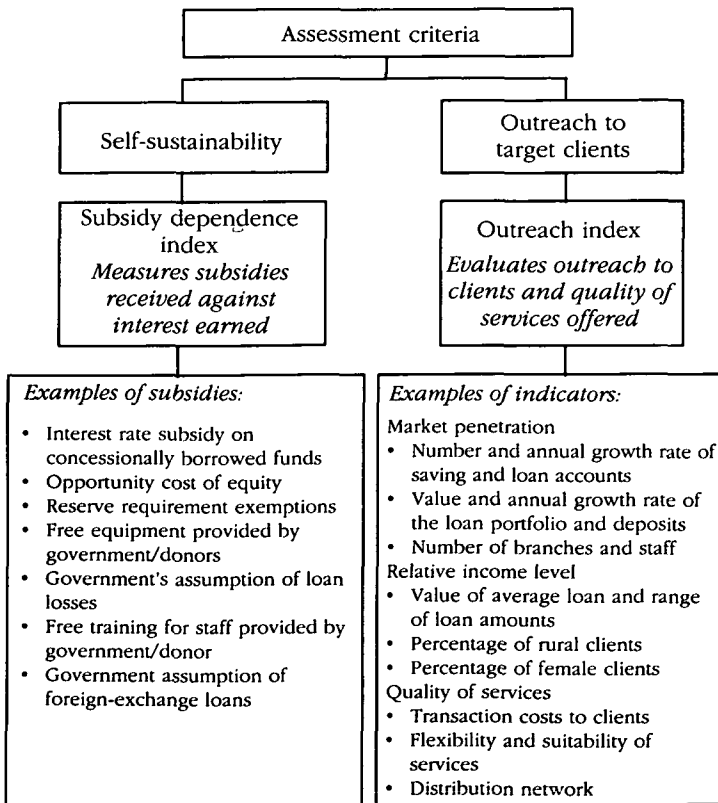 Assessment criteria
Self-sustainability
Outreach to
target clients
Subsidy dependence
index
Measures subsidies
received against
interest earned
Outreach index
Evaluates outreach to
clients and quality of
services offered
Examples of subsidies:
• Interest rate subsidy on
concessionally borrowed funds
• Opportunity cost of equity
• Reserve requirement exemptions
• Free equipment provided by
government/donors
• Government's assumption of loan
losses
• Free training for staff provided by
government/donor
• Government assumption of
foreign-exchange loans
Examples of indicators:
Market penetration
• Number and annual growth rate of
saving and loan accounts
• Value and annual growth rate of
the loan portfolio and deposits
• Number of branches and staff
Relative income level
• Value of average loan and range
of loan amounts
• Percentage of rural clients
• Percentage of female clients
Quality of services
• Transaction costs to clients
• Flexibility and suitability of
services
• Distribution network